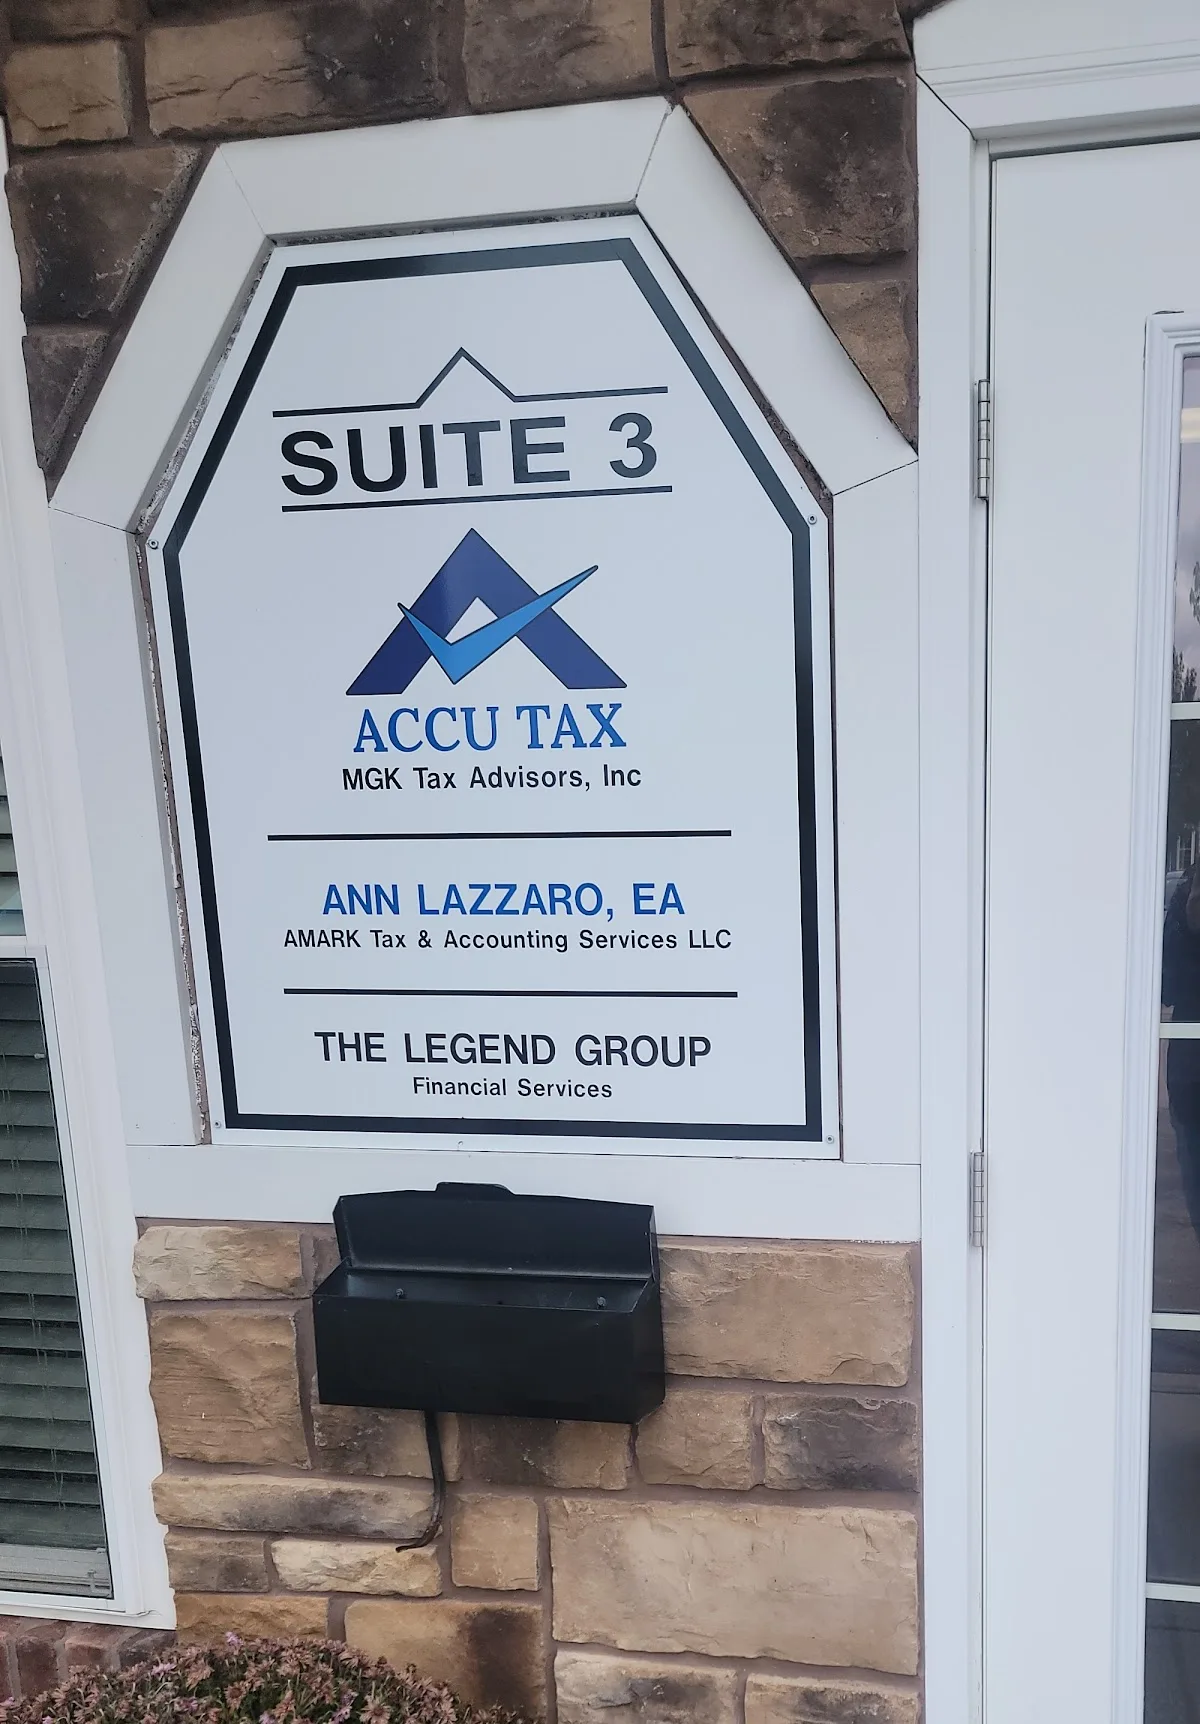 SUITE 3
ACCU TAX
MGK Tax Advisors, Inc
ANN LAZZARO, EA
AMARK Tax & Accounting Services LLC
THE LEGEND GROUP
Financial Services